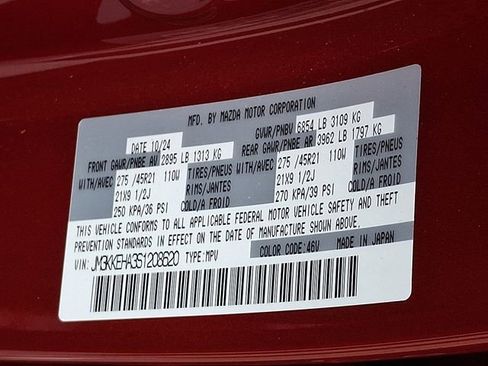 MFD. BY MAZDA MOTOR CORPORATION
DATE 10/24 GVWR/PNBV 6854 LB 3109 KG
FRONT GAWR/PNBE AV 2895 LB 1313 KG REAR GAWR/PNBE AR 3962 LB 1797 KG
WITH/AVEC 275 /45R21 110W TIRES/PNEUS WITH/AVEC 275 /45R21 110W TIRES/PNEUS
21X9 1/2J RIMS/JANTES 21X9 1/2J RIMS/JANTES
250 KPA/36 PSI COLD/A FROID 270 KPA/39 PSI COLD/A FROID
THIS VEHICLE CONFORMS TO ALL APPLICABLE FEDERAL MOTOR VEHICLE SAFETY AND THEFT
PREVENTION STANDARDS IN EFFECT ON THE DATE OF MANUFACTURE SHOWN ABOVE.
COLOR CODE:46V MADE IN JAPAN
VIN: JM3KKEHA3S1208620 TYPE:MPV